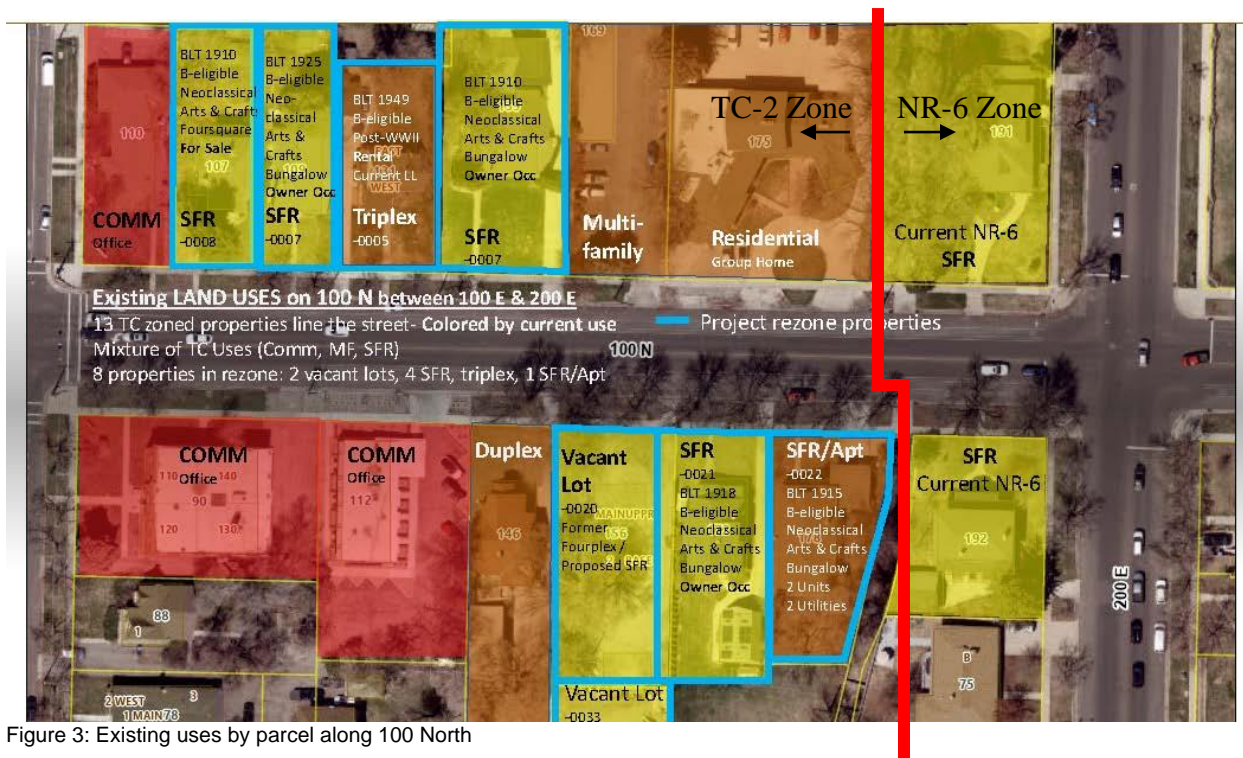 169
TC-2 Zone
NR-6 Zone
110
COMM
Office
BLT 1910
B-eligible
Neoclassical
Arts & Craft
Foursquare
For Sale
107
SFR
-0008
BLT 1925
B-eligible
Neo-
classical
Arts &
Crafts
Bungalow
Owner Occ
SFR
-0007
BLT 1949
B-eligible
Post-WWII
Rental
Current LL
EAST
WEST
Triplex
-0005
BLT 1910
B-eligible
Neoclassical
Arts & Crafts
Bungalow
Owner Occ
SFR
-0007
Multi-
family
175
Residential
Group Home
191
Current NR-6
SFR
Existing LAND USES on 100 N between 100 E & 200 E
13 TC zoned properties line the street- Colored by current use
Mixture of TC Uses (Comm, MF, SFR)
8 properties in rezone: 2 vacant lots, 4 SFR, triplex, 1 SFR/Apt
Project rezone properties
100 N
COMM
Office
110
140
90
120
130
COMM
Office
112
Duplex
146
Vacant
Lot
-0020
Former
Fourplex /
Proposed SFR
MAINUPPR
156
SFR
-0021
BLT 1918
B-eligible
Neoclassical
Arts & Crafts
Bungalow
Owner Occ
SFR/Apt
-0022
BLT 1915
B-eligible
Neoclassical
Arts & Crafts
Bungalow
2 Units
2 Utilities
SFR
Current NR-6
192
200 E
88
1
2 WEST
3
1 MAIN
78
Vacant Lot
-0033
B
75
Figure 3: Existing uses by parcel along 100 North